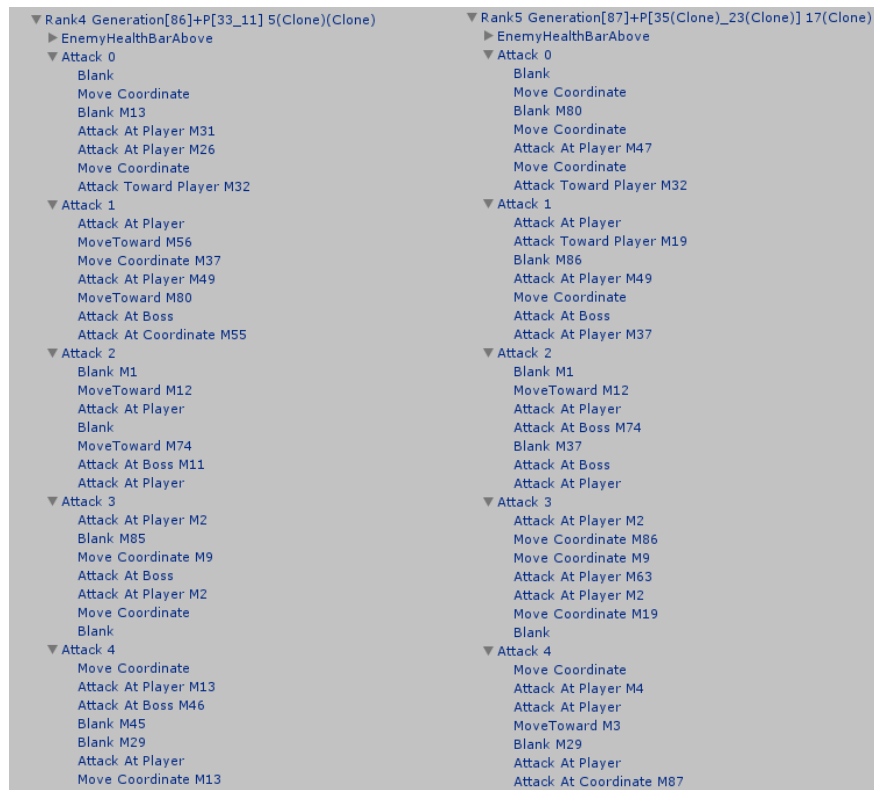 Rank4 Generation[86]+P[33_11] 5(Clone)(Clone)
EnemyHealthBarAbove
Attack 0
Blank
Move Coordinate
Blank M13
Attack At Player M31
Attack At Player M26
Move Coordinate
Attack Toward Player M32
Attack 1
Attack At Player
MoveToward M56
Move Coordinate M37
Attack At Player M49
MoveToward M80
Attack At Boss
Attack At Coordinate M55
Attack 2
Blank M1
MoveToward M12
Attack At Player
Blank
MoveToward M74
Attack At Boss M11
Attack At Player
Attack 3
Attack At Player M2
Blank M85
Move Coordinate M9
Attack At Boss
Attack At Player M2
Move Coordinate
Blank
Attack 4
Move Coordinate
Attack At Player M13
Attack At Boss M46
Blank M45
Blank M29
Attack At Player
Move Coordinate M13
Rank5 Generation[87]+P[35(Clone)_23(Clone)] 17(Clone)
EnemyHealthBarAbove
Attack 0
Blank
Move Coordinate
Blank M80
Move Coordinate
Attack At Player M47
Move Coordinate
Attack Toward Player M32
Attack 1
Attack At Player
Attack Toward Player M19
Blank M86
Attack At Player M49
Move Coordinate
Attack At Boss
Attack At Player M37
Attack 2
Blank M1
MoveToward M12
Attack At Player
Attack At Boss M74
Blank M37
Attack At Boss
Attack At Player
Attack 3
Attack At Player M2
Move Coordinate M86
Move Coordinate M9
Attack At Player M63
Attack At Player M2
Move Coordinate M19
Blank
Attack 4
Move Coordinate
Attack At Player M4
Attack At Player
MoveToward M3
Blank M29
Attack At Player
Attack At Coordinate M87